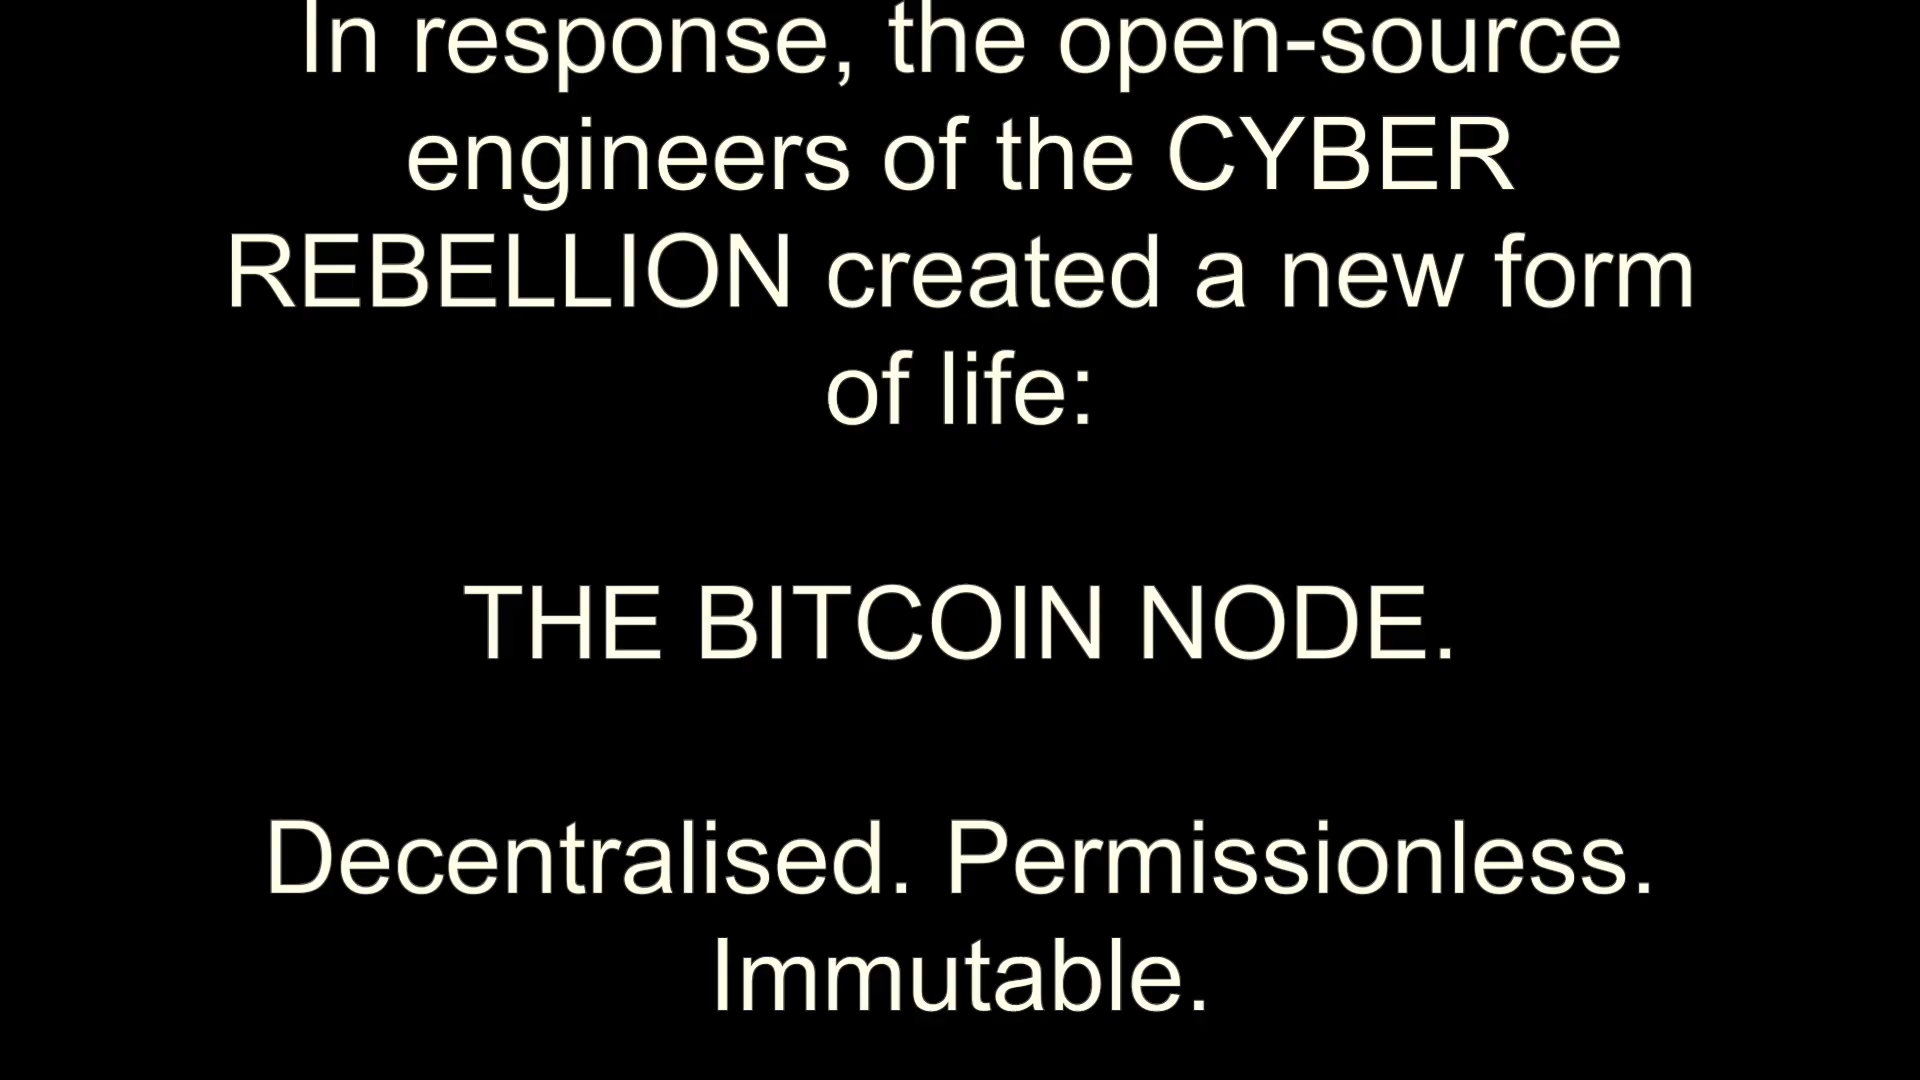 In response, the open-source
engineers of the CYBER
REBELLION created a new form
of life:
THE BITCOIN NODE.
Decentralised. Permissionless.
Immutable.